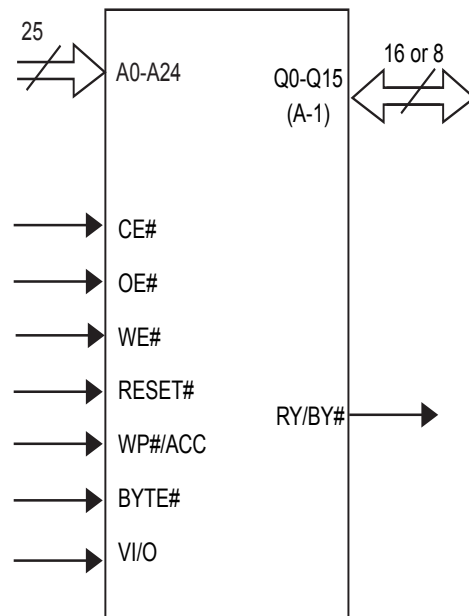 25
A0-A24
Q0-Q15
(A-1)
16 or 8
CE#
OE#
WE#
RESET#
WP#/ACC
BYTE#
VI/O
RY/BY#